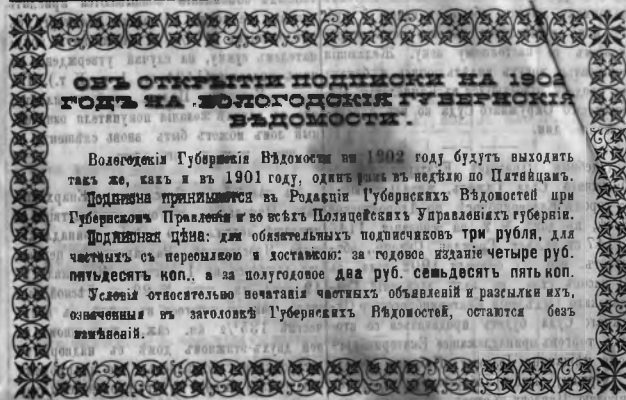 ОБЪ ОТКРЫТІИ ПОДПИСКИ НА 1902
ГОДЪ НА „ВОЛОГОДСКІЯ ГУБЕРНСКІЯ
ВѢДОМОСТИ".
Вологодскія Губернскія Вѣдомости въ 1902 году будутъ выходить
такъ же, какъ и въ 1901 году, одинъ разъ въ недѣлю по Пятницамъ.
Подписка принимается въ Редакціи Губернскихъ Вѣдомостей при
Губернскомъ Правленіи и во всѣхъ Полицейскихъ Управленіяхъ губерніи.
Подписная цѣна: для обязательныхъ подписчиковъ три рубля, для
частныхъ съ пересылкою и доставкою: за годовое изданіе четыре руб.
пятьдесятъ коп., а за полугодовое два руб. семьдесятъ пять коп.
Условія относительно печатанія частныхъ объявленій и разсылки ихъ,
означенныя въ заголовкѣ Губернскихъ Вѣдомостей, остаются безъ
измѣненій.